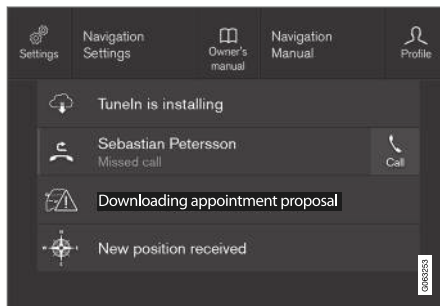 Settings
Navigation
Settings
Owner's
manual
Navigation
Manual
Profile
TuneIn is installing
Sebastian Petersson
Missed call
Call
Downloading appointment proposal
New position received
G063253